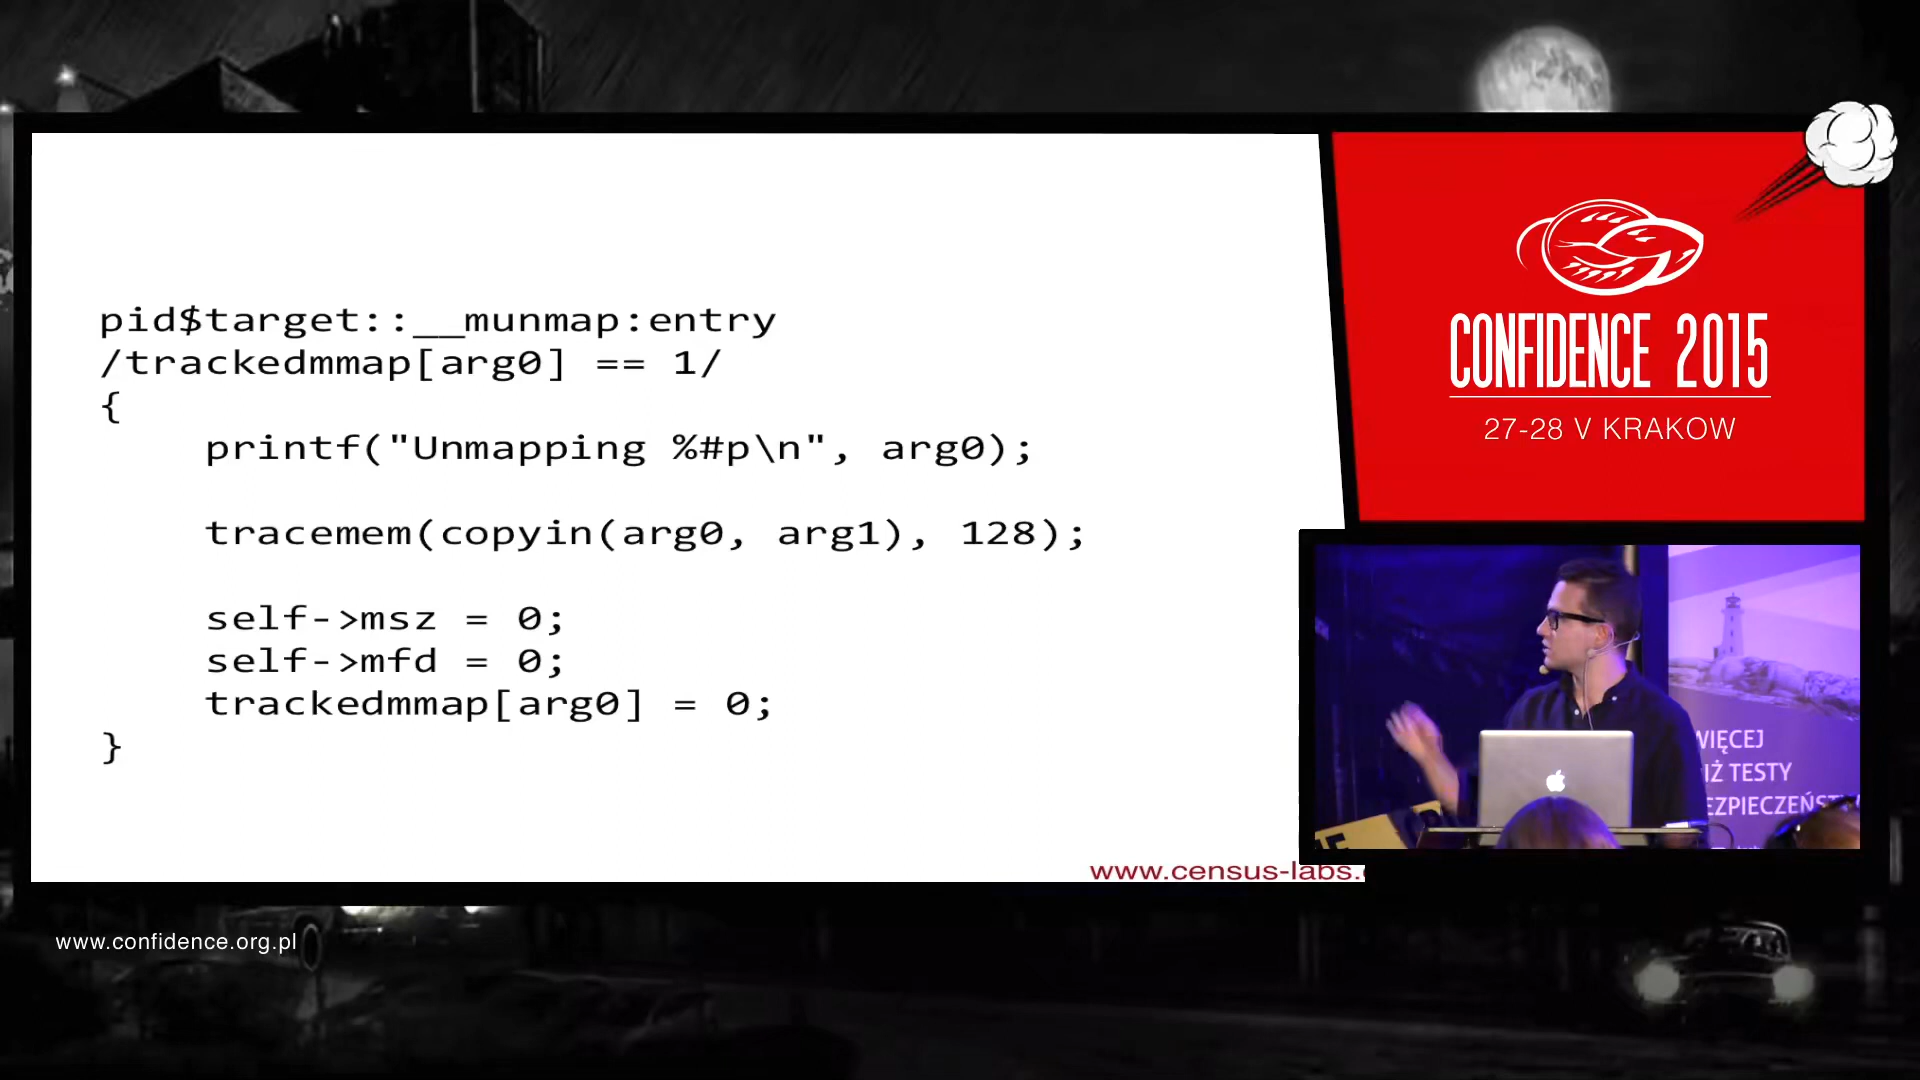 pid$target::__munmap:entry
/trackedmmap[arg0] == 1/
{
printf("Unmapping %#p\n", arg0);
tracemem(copyin(arg0, arg1), 128);
self->msz = 0;
self->mfd = 0;
trackedmmap[arg0] = 0;
}
www.census-labs.
CONFIDENCE 2015
27-28 V KRAKOW
WIĘCEJ
IŻ TESTY
EZPIECZEŃST
www.confidence.org.pl